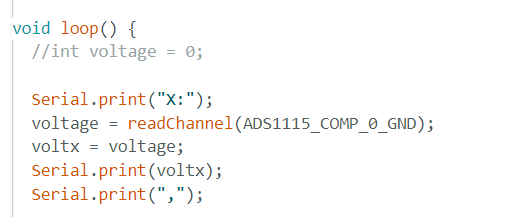 void loop() {
//int voltage = 0;
Serial.print("X:");
voltage = readChannel(ADS1115_COMP_0_GND);
voltx = voltage;
Serial.print(voltx);
Serial.print(",");